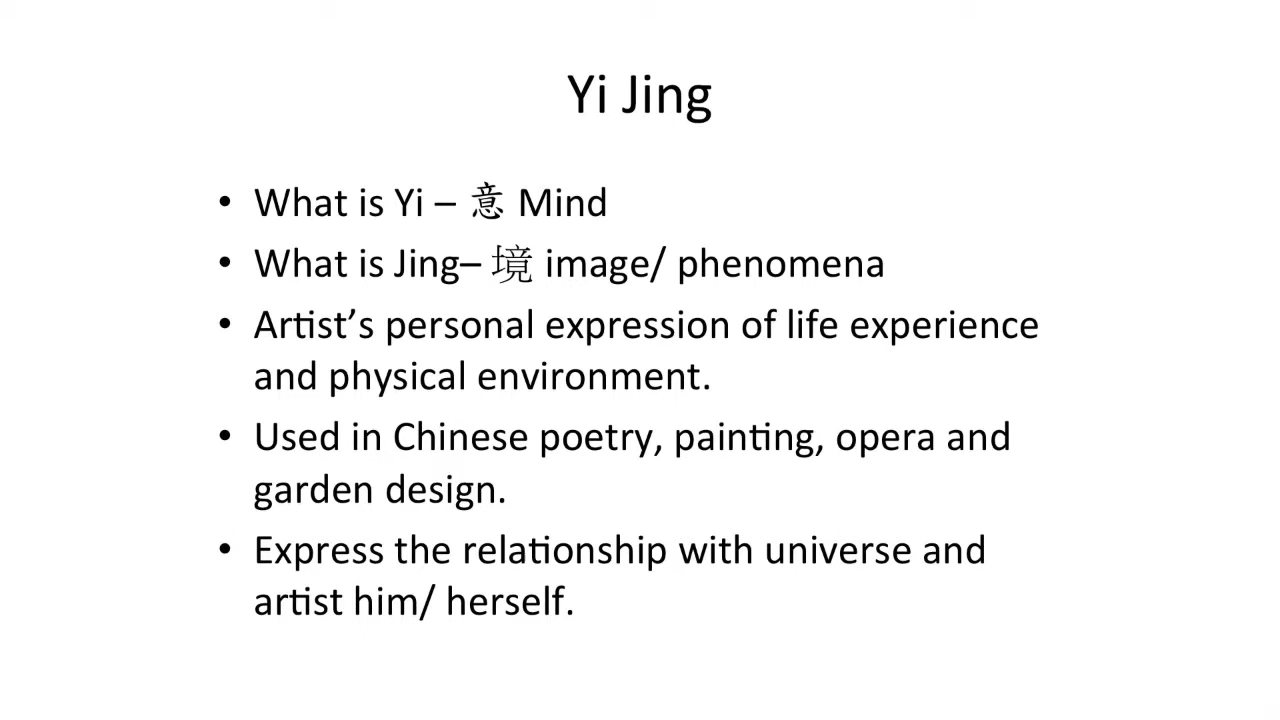 Yi Jing
• What is Yi – 意 Mind
• What is Jing– 境 image/ phenomena
• Artist’s personal expression of life experience
and physical environment.
• Used in Chinese poetry, painting, opera and
garden design.
• Express the relationship with universe and
artist him/ herself.